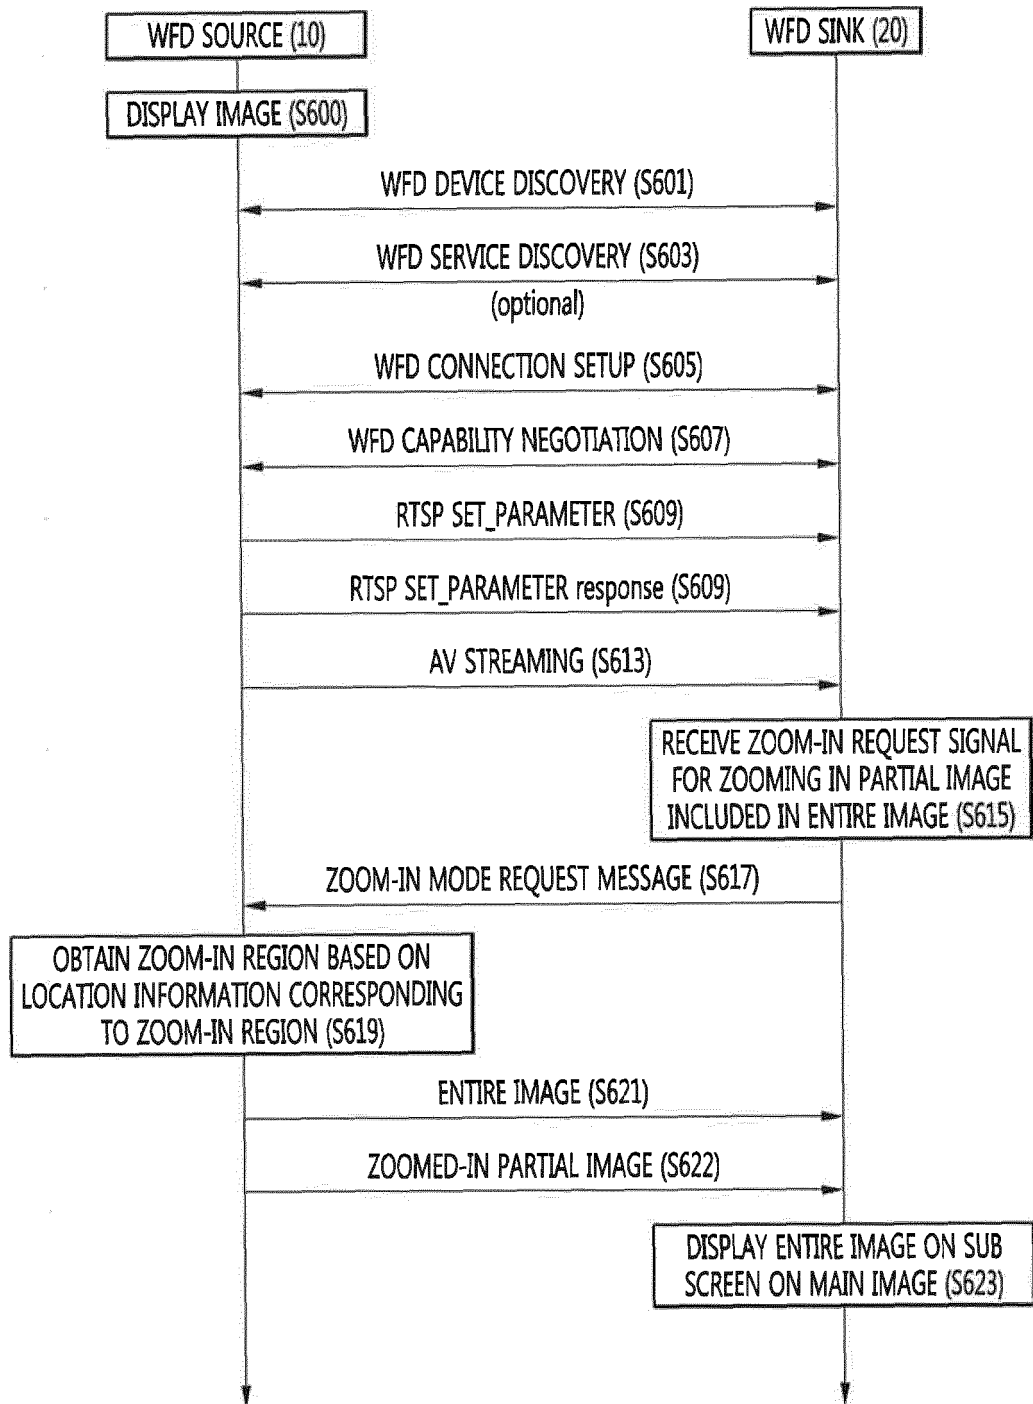 WFD SOURCE (10)
WFD SINK (20)
DISPLAY IMAGE (S600)
WFD DEVICE DISCOVERY (S601)
WFD SERVICE DISCOVERY (S603)
(optional)
WFD CONNECTION SETUP (S605)
WFD CAPABILITY NEGOTIATION (S607)
RTSP SET_PARAMETER (S609)
RTSP SET_PARAMETER response (S609)
AV STREAMING (S613)
RECEIVE ZOOM-IN REQUEST SIGNAL
FOR ZOOMING IN PARTIAL IMAGE
INCLUDED IN ENTIRE IMAGE (S615)
ZOOM-IN MODE REQUEST MESSAGE (S617)
OBTAIN ZOOM-IN REGION BASED ON
LOCATION INFORMATION CORRESPONDING
TO ZOOM-IN REGION (S619)
ENTIRE IMAGE (S621)
ZOOMED-IN PARTIAL IMAGE (S622)
DISPLAY ENTIRE IMAGE ON SUB
SCREEN ON MAIN IMAGE (S623)